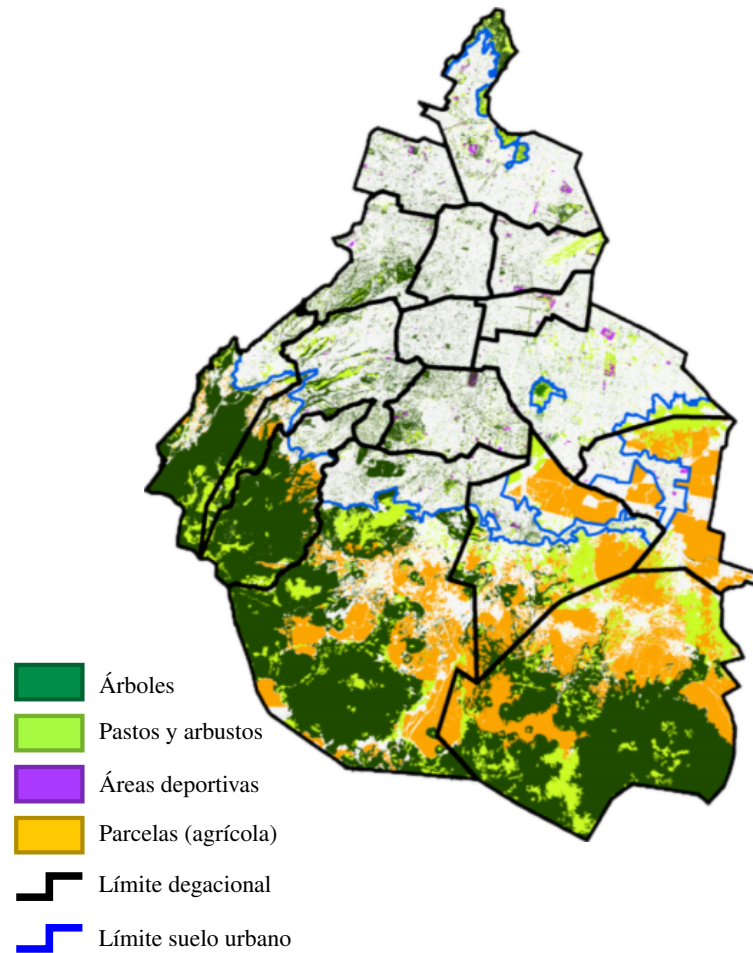 Árboles
Pastos y arbustos
Áreas deportivas
Parcelas (agrícola)
Límite degacional
Límite suelo urbano